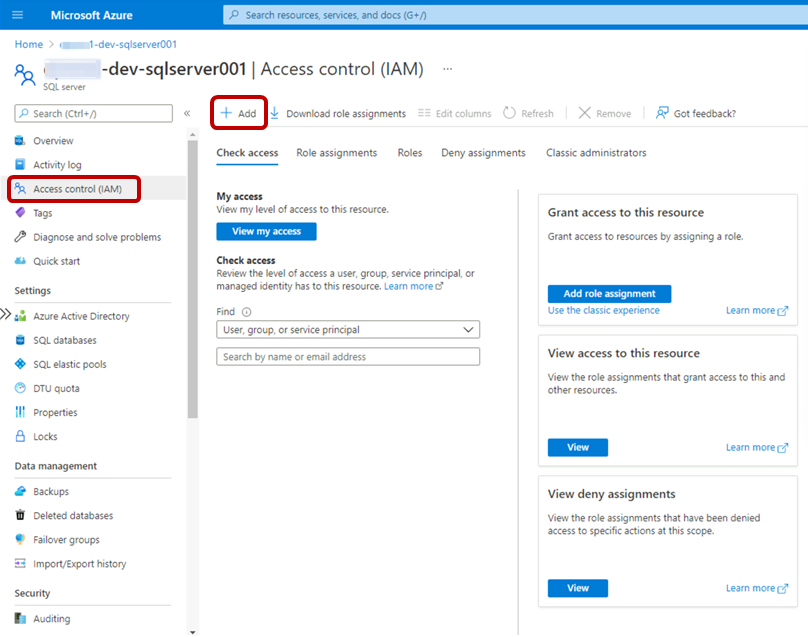 Microsoft Azure
Search resources, services, and docs (G+/)
Home > 1-dev-sqlserver001
-dev-sqlserver001 | Access control (IAM) ...
SQL server
Search (Ctrl+/)
«
Add
Download role assignments
Edit columns
Refresh
Remove
Got feedback?
Overview
Activity log
Access control (IAM)
Tags
Diagnose and solve problems
Quick start
Settings
Azure Active Directory
SQL databases
SQL elastic pools
DTU quota
Properties
Locks
Data management
Backups
Deleted databases
Failover groups
Import/Export history
Security
Auditing
Check access
Role assignments
Roles
Deny assignments
Classic administrators
My access
View my level of access to this resource.
View my access
Check access
Review the level of access a user, group, service principal, or
managed identity has to this resource. Learn more
Find
User, group, or service principal
Search by name or email address
Grant access to this resource
Grant access to resources by assigning a role.
Add role assignment
Use the classic experience
Learn more
View access to this resource
View the role assignments that grant access to this and
other resources.
View
Learn more
View deny assignments
View the role assignments that have been denied
access to specific actions at this scope.
View
Learn more